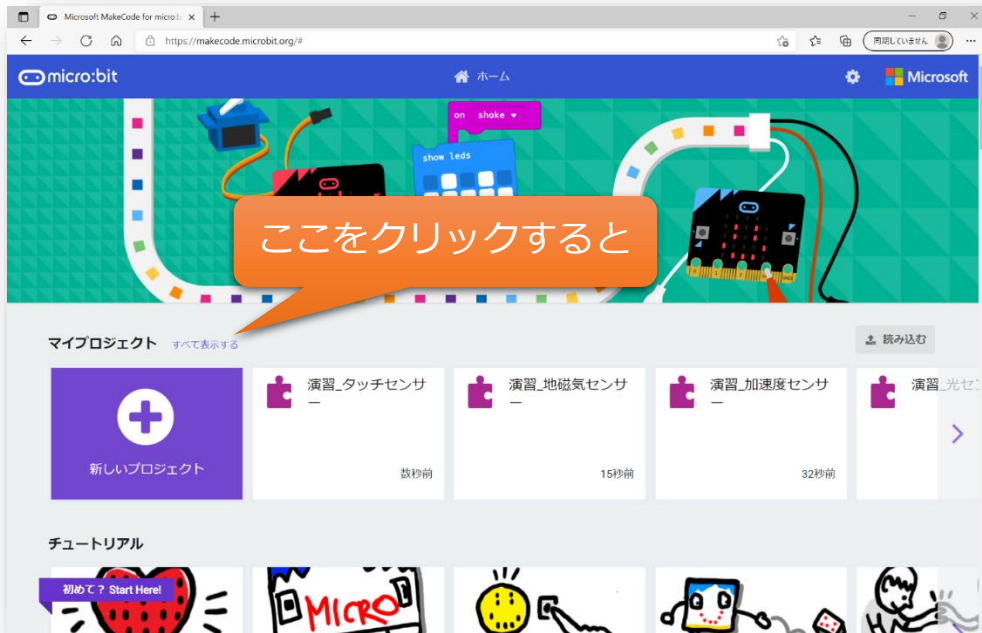 Microsoft MakeCode for micro:b
https://makecode.microbit.org/#
同期していません
micro:bit
ホーム
Microsoft
on shake
show leds
ここをクリックすると
マイプロジェクト すべて表示する
読み込む
新しいプロジェクト
演習_タッチセンサ
ー
数秒前
演習_地磁気センサ
ー
15秒前
演習_加速度センサ
ー
32秒前
演習_光セン
チュートリアル
初めて？Start Here!
MICRO